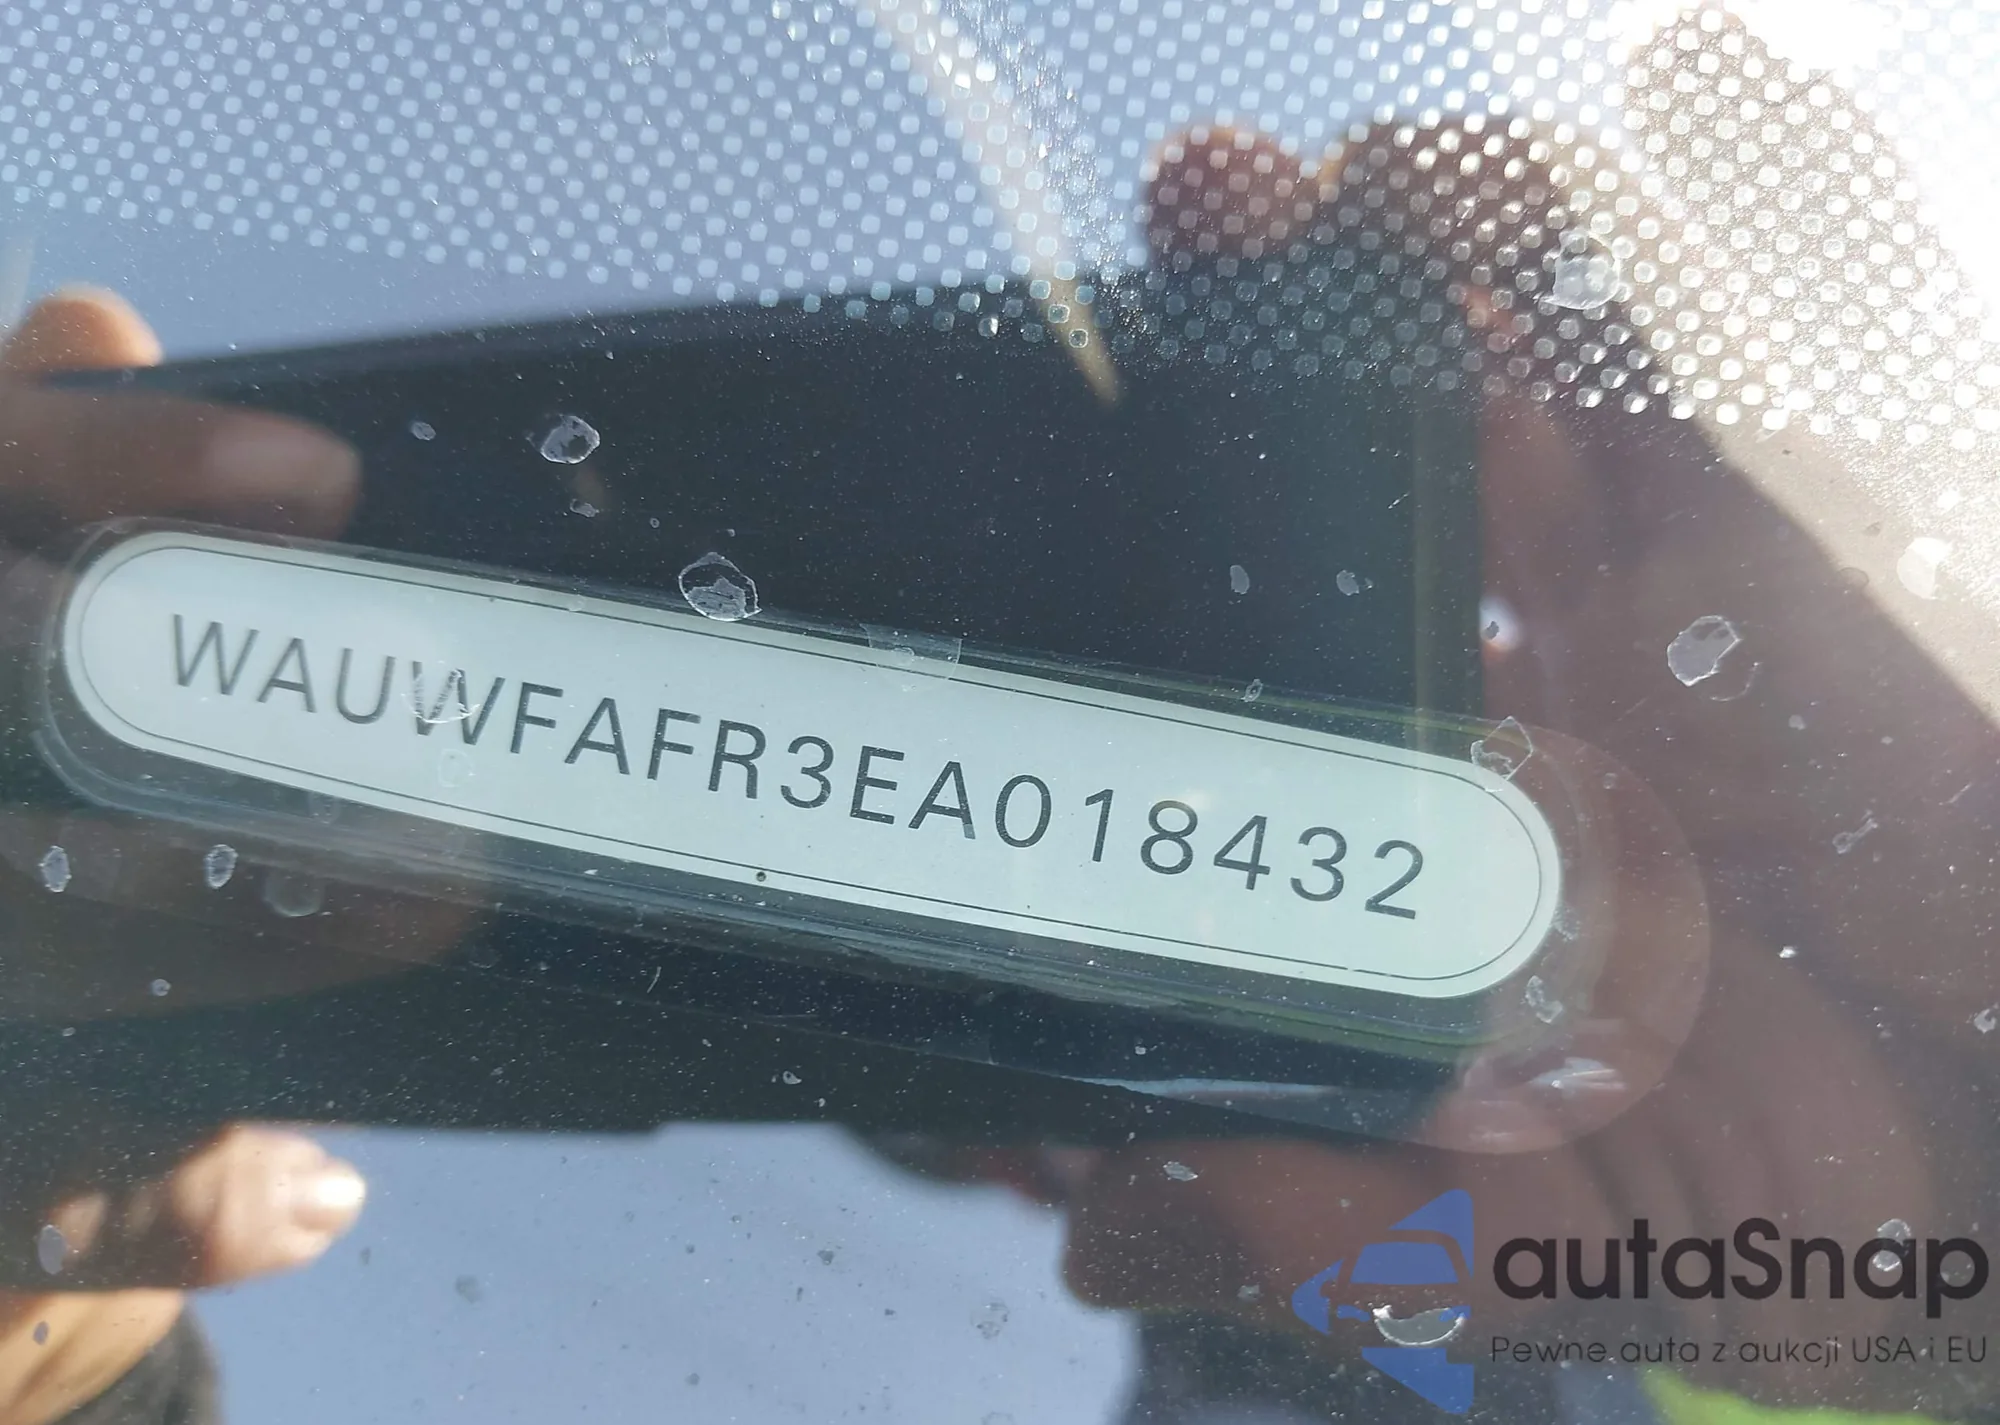 WAUWFAFR3EA018432
autaSnap
Pewne auta z aukcji USA i EU